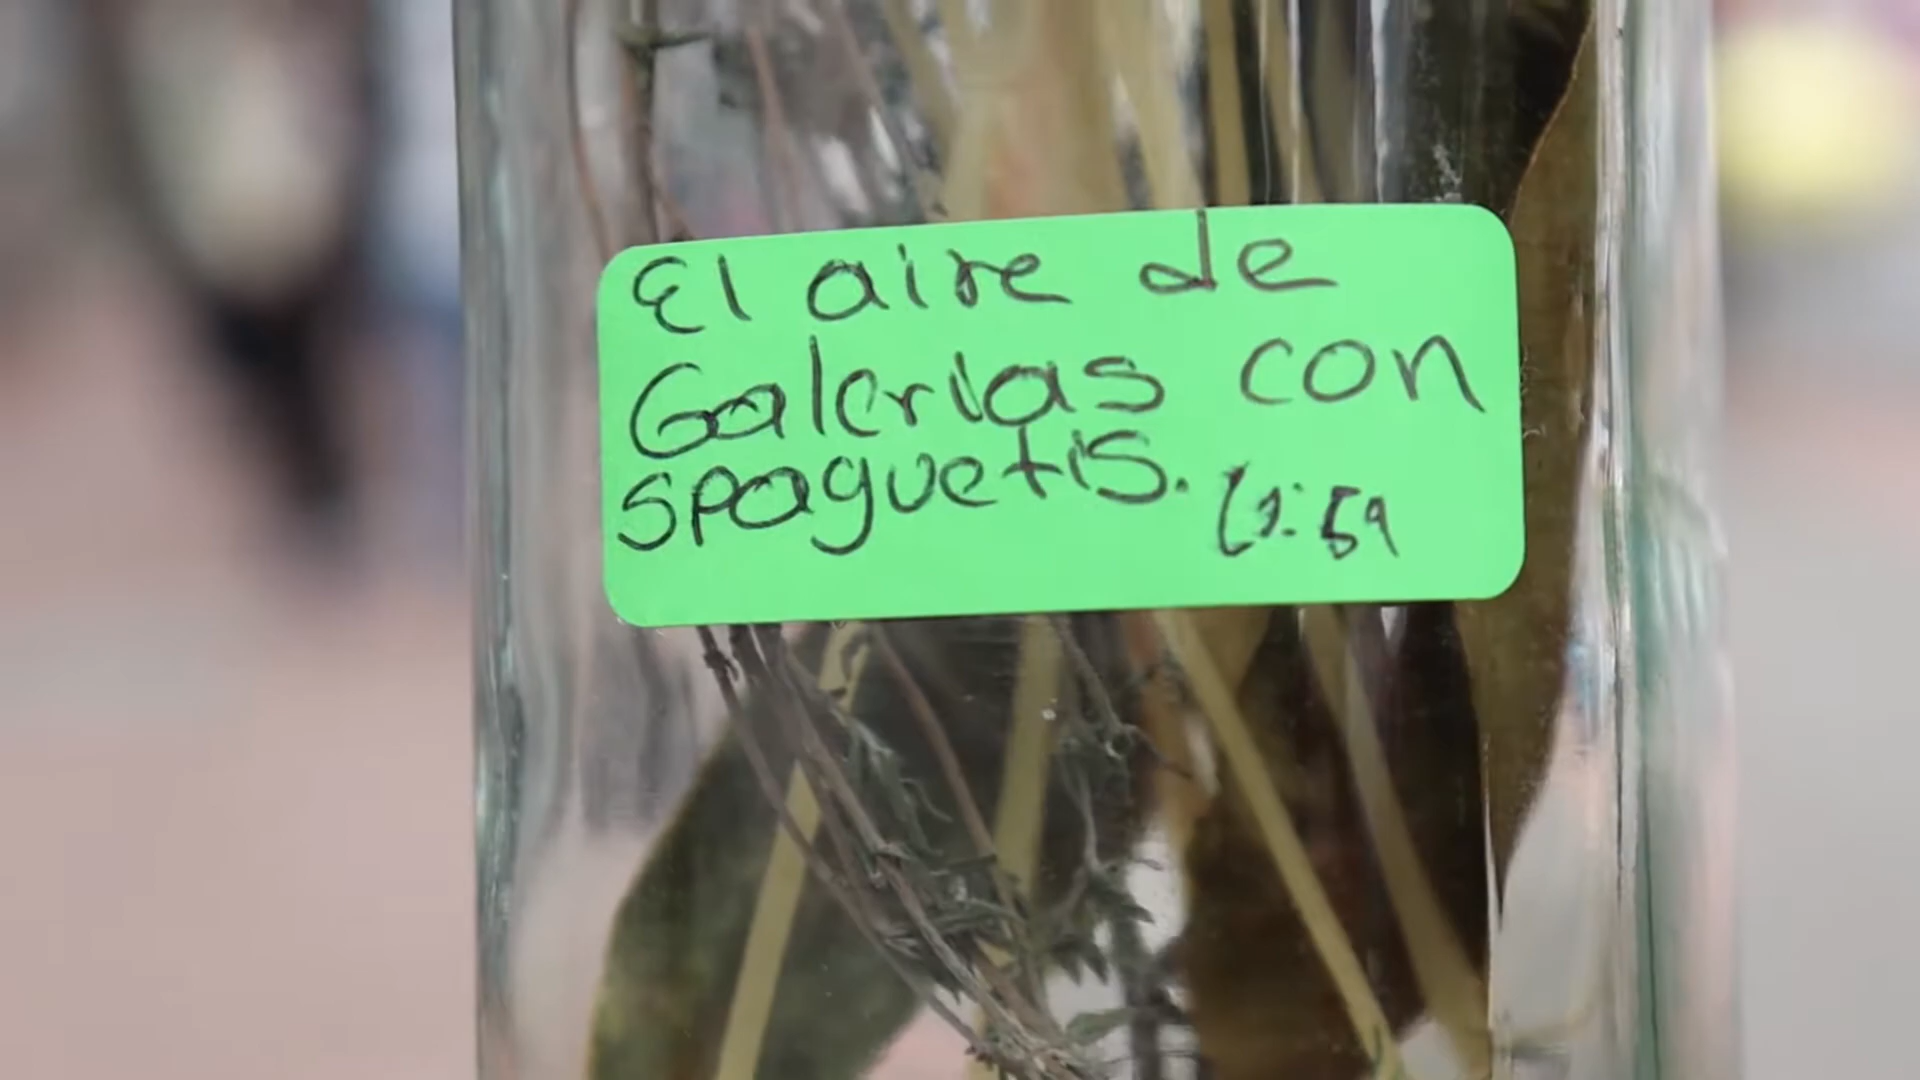 El aire de
Galerias con
spaguetis.